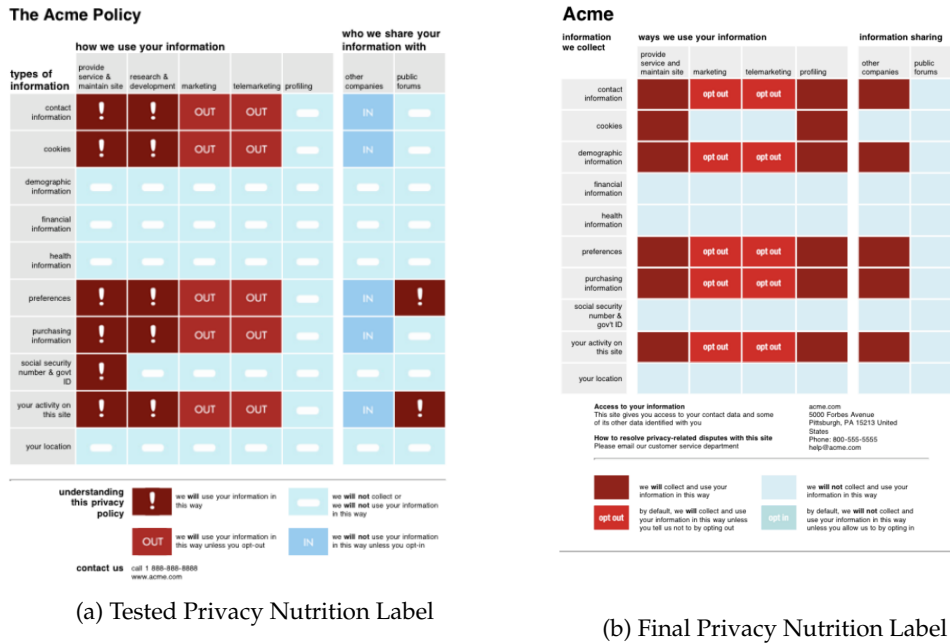 The Acme Policy
how we use your information
who we share your
information with
types of
information
provide
service &
maintain site
research &
development
marketing
telemarketing
profiling
other
companies
public
forums
contact
information
!
!
OUT
OUT
IN
cookies
!
!
OUT
OUT
IN
demographic
information
financial
information
health
information
preferences
!
!
OUT
OUT
IN
!
purchasing
information
!
!
OUT
OUT
IN
social security
number & govt
ID
!
your activity on
this site
!
!
OUT
OUT
IN
!
your location
understanding
this privacy
policy
!
we will use your information in
this way
we will not collect or
we will not use your information
in this way
OUT
we will use your information in
this way unless you opt-out
IN
we will not use your information
in this way unless you opt-in
contact us
call 1 888-888-8888
www.acme.com
(a) Tested Privacy Nutrition Label
Acme
information
we collect
ways we use your information
information sharing
provide
service and
maintain site
marketing
telemarketing
profiling
other
companies
public
forums
contact
information
opt out
opt out
cookies
demographic
information
opt out
opt out
financial
information
health
information
preferences
opt out
opt out
purchasing
information
opt out
opt out
social security
number &
gov't ID
your activity on
this site
opt out
opt out
your location
Access to your information
This site gives you access to your contact data and some
of its other data identified with you
How to resolve privacy-related disputes with this site
Please email our customer service department
acme.com
5000 Forbes Avenue
Pittsburgh, PA 15213 United
States
Phone: 800-555-5555
help@acme.com
we will collect and use your
information in this way
we will not collect and use your
information in this way
opt out
by default, we will collect and
use your information in this way unless
you tell us not to by opting out
opt in
by default, we will not collect and
use your information in this way
unless you allow us to by opting in
(b) Final Privacy Nutrition Label